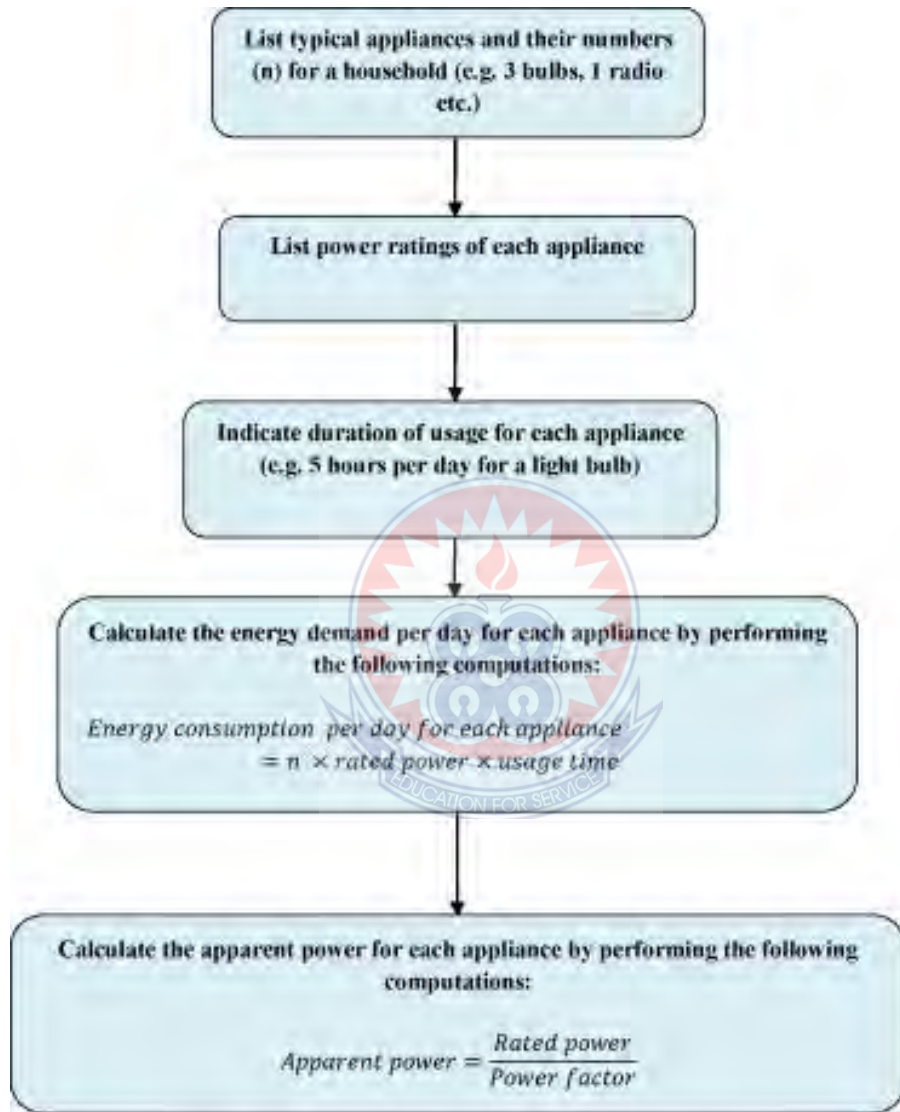 List typical appliances and their numbers
(n) for a household (e.g. 3 bulbs, 1 radio
etc.)
List power ratings of each appliance
Indicate duration of usage for each appliance
(e.g. 5 hours per day for a light bulb)
Calculate the energy demand per day for each appliance by performing
the following computations:
Energy consumption per day for each appliance
= n × rated power × usage time
EDUCATION FOR SERVICE
Calculate the apparent power for each appliance by performing the following
computations:
Apparent power = Rated power / Power factor